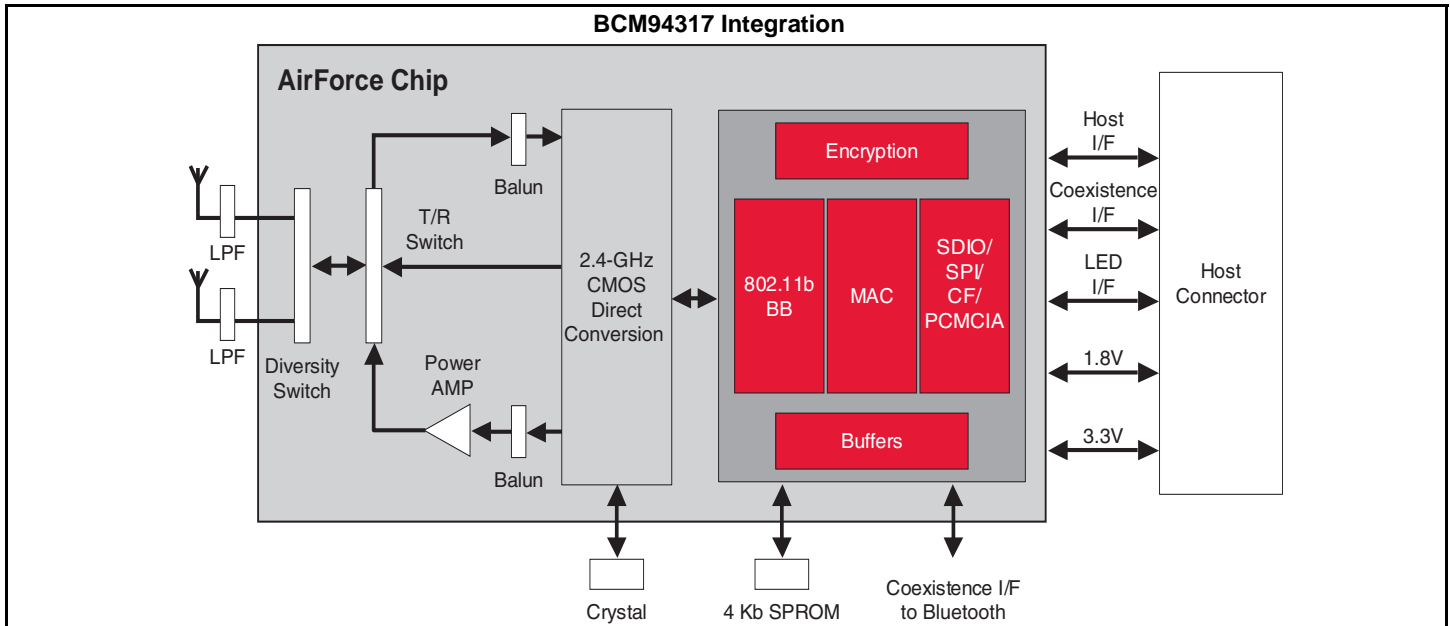 BCM94317 Integration
AirForce Chip
Balun
T/R
Switch
LPF
LPF
Diversity
Switch
Power
AMP
Balun
2.4-GHz
CMOS
Direct
Conversion
Encryption
802.11b
BB
MAC
SDIO/
SPI/
CF/
PCMCIA
Buffers
Host
I/F
Coexistence
I/F
LED
I/F
1.8V
3.3V
Host
Connector
Crystal
4 Kb SPROM
Coexistence I/F
to Bluetooth